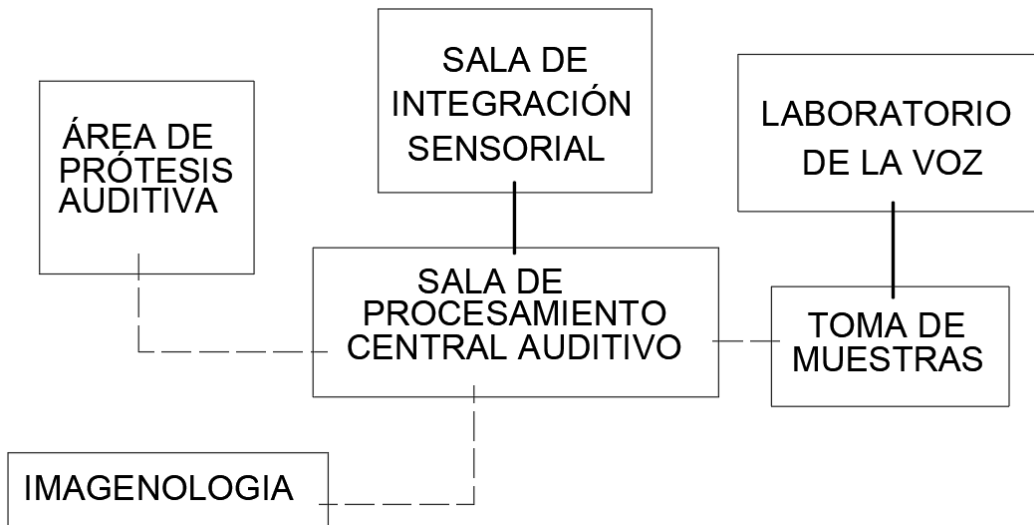 SALA DE
INTEGRACIÓN
SENSORIAL
ÁREA DE
PRÓTESIS
AUDITIVA
LABORATORIO
DE LA VOZ
SALA DE
PROCESAMIENTO
CENTRAL AUDITIVO
TOMA DE
MUESTRAS
IMAGENOLOGIA